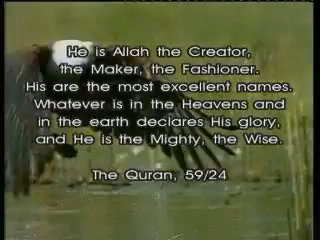 He is Allah the Creator,
the Maker, the Fashioner.
His are the most excellent names.
Whatever is in the Heavens and
in the earth declares His glory,
and He is the Mighty, the Wise.
The Quran, 59/24